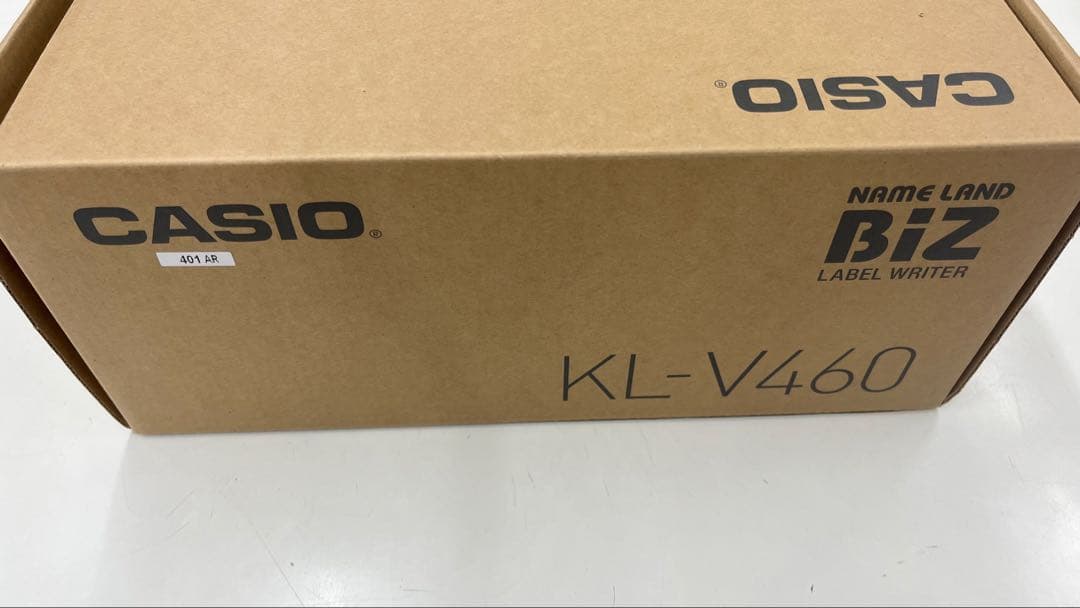 CASIO®
CASIO®
401 AR
NAME LAND
BiZ
LABEL WRITER
KL-V460